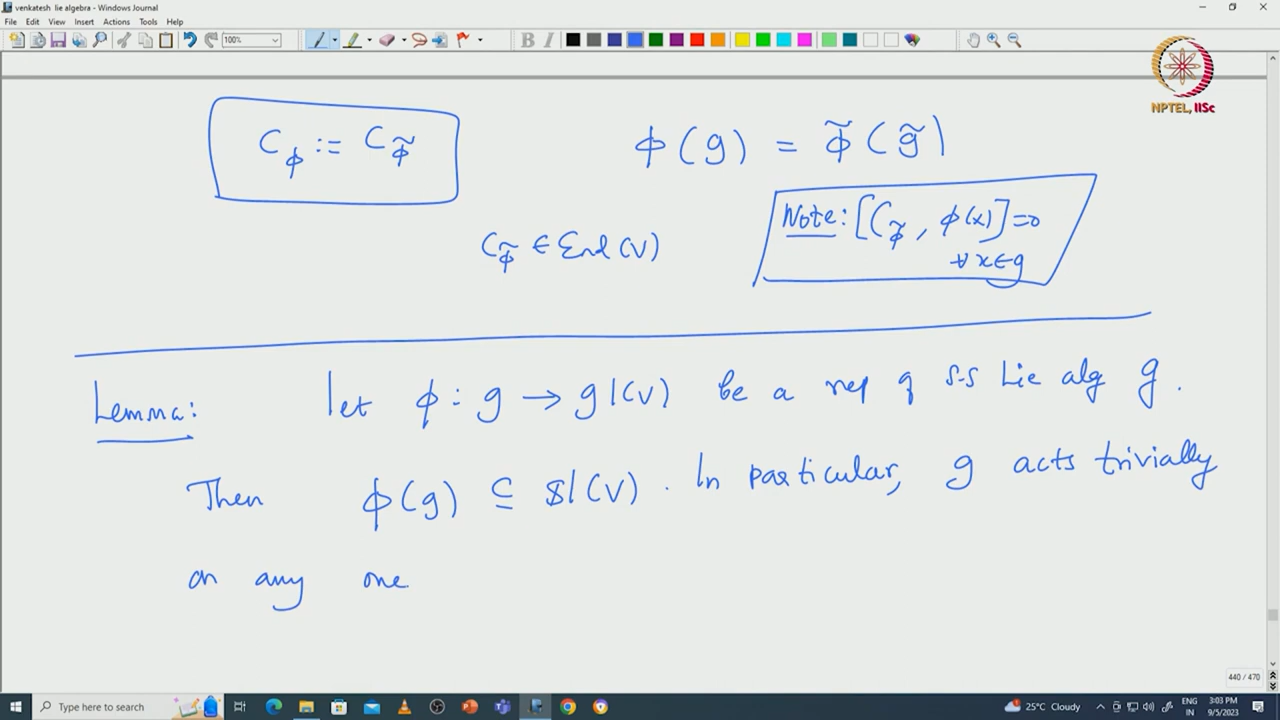 venkatesh lie algebra - Windows Journal
File Edit View Insert Actions Tools Help
100%
B I
NPTEL, IISc
C_ϕ := C_ϕ̃
ϕ(g) = ϕ̃(g̃)
Note: [C_ϕ̃, ϕ(x)]=0
∀ x∈g
C_ϕ̃ ∈ End(V)
Lemma: let ϕ : g → gl(V) be a rep of s.s Lie alg g.
Then ϕ(g) ⊆ sl(V). In particular, g acts trivially
on any one
440 / 470
Type here to search
25°C Cloudy
ENG
IN
3:03 PM
9/5/2023